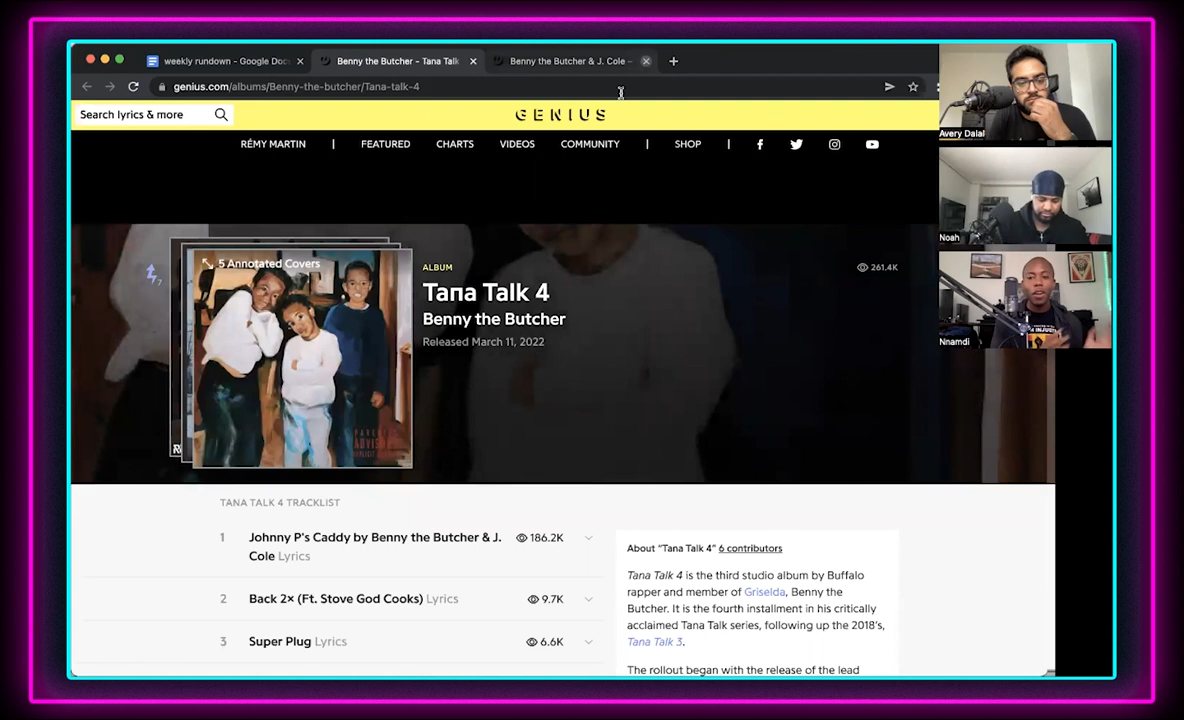 weekly rundown - Google Doc
Benny the Butcher - Tana Talk
Benny the Butcher & J. Cole -
genius.com/albums/Benny-the-butcher/Tana-talk-4
Search lyrics & more
GENIUS
RÉMY MARTIN | FEATURED CHARTS VIDEOS COMMUNITY | SHOP |
5 Annotated Covers
7
PARENTAL
ADVISORY
EXPLICIT
ALBUM
261.4K
Tana Talk 4
Benny the Butcher
Released March 11, 2022
TANA TALK 4 TRACKLIST
1 Johnny P's Caddy by Benny the Butcher & J. 186.2K
Cole Lyrics
2 Back 2× (Ft. Stove God Cooks) Lyrics 9.7K
3 Super Plug Lyrics 6.6K
About “Tana Talk 4” 6 contributors
Tana Talk 4 is the third studio album by Buffalo
rapper and member of Griselda, Benny the
Butcher. It is the fourth installment in his critically
acclaimed Tana Talk series, following up the 2018's,
Tana Talk 3.
The rollout began with the release of the lead
Avery Dalal
Noah
Nnamdi